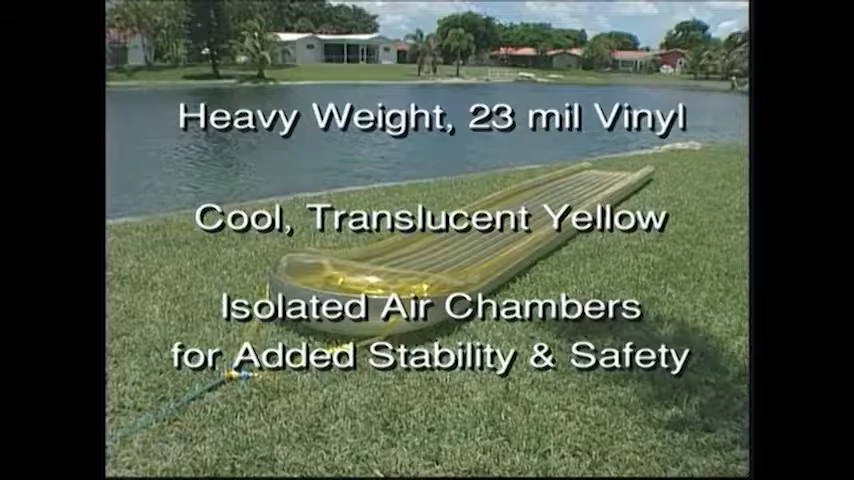 Heavy Weight, 23 mil Vinyl
Cool, Translucent Yellow
Isolated Air Chambers
for Added Stability & Safety